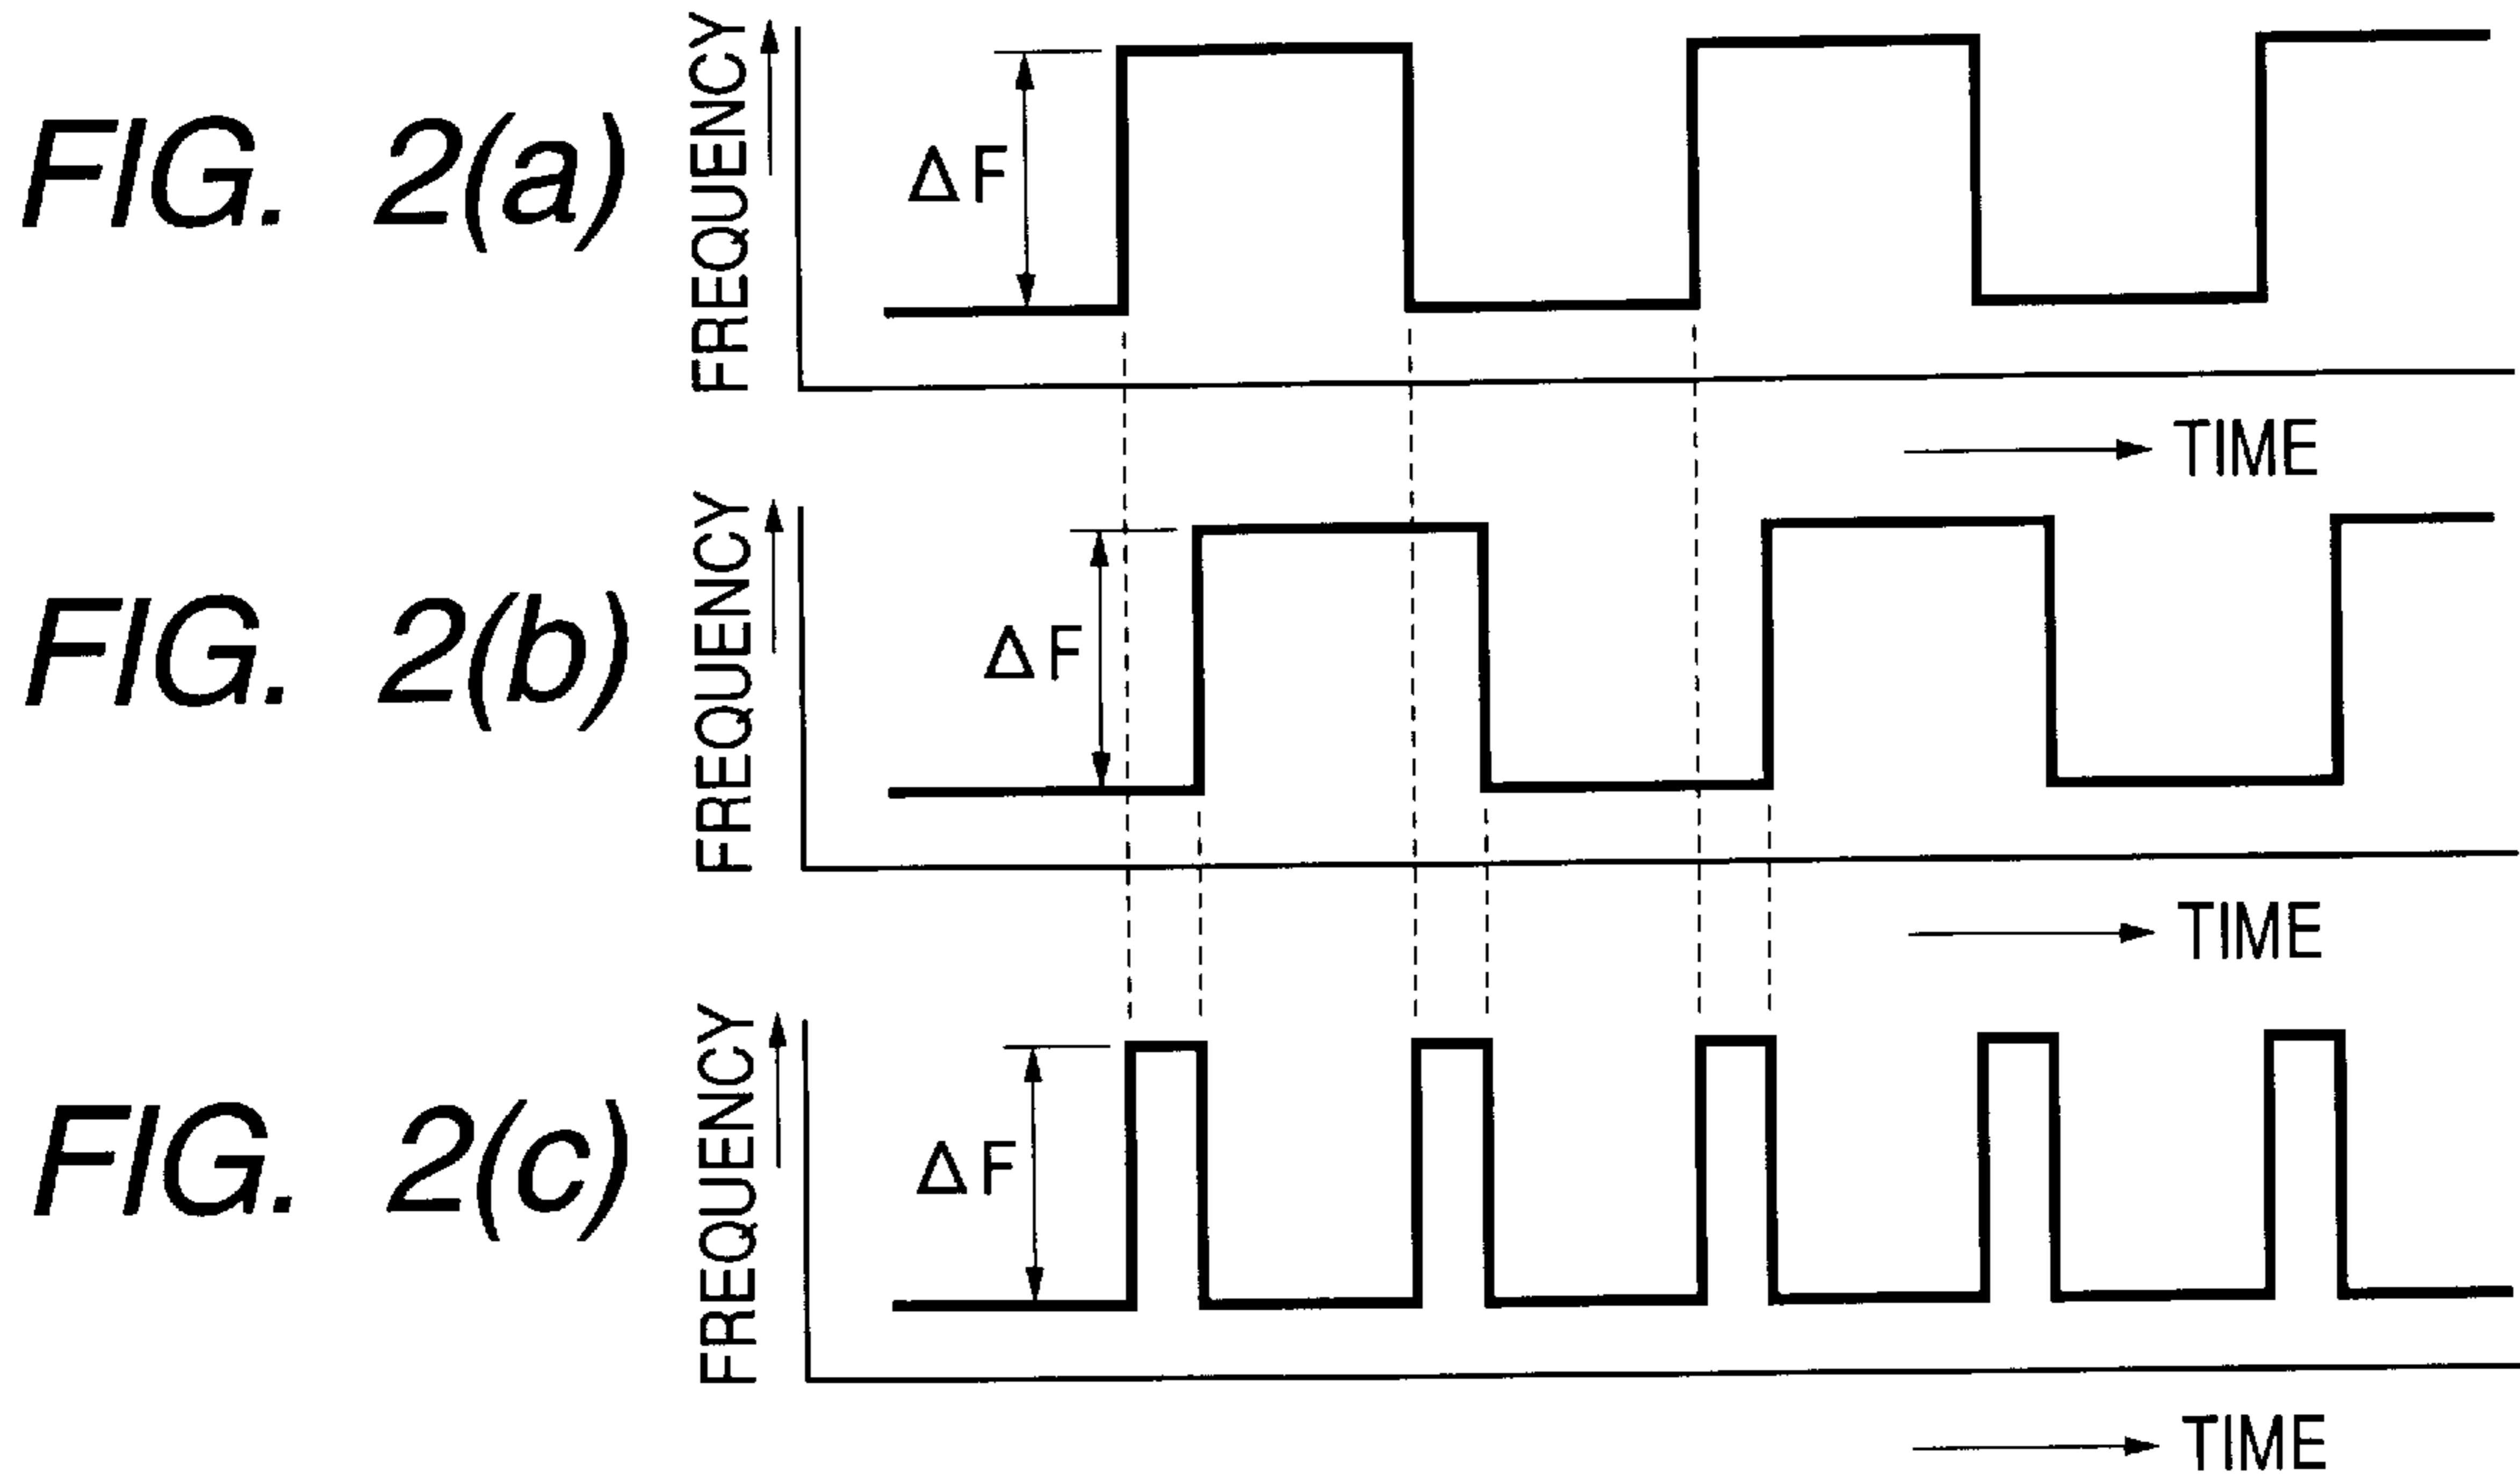 FIG. 2(a)
FREQUENCY
ΔF
TIME
FIG. 2(b)
FREQUENCY
ΔF
TIME
FIG. 2(c)
FREQUENCY
ΔF
TIME